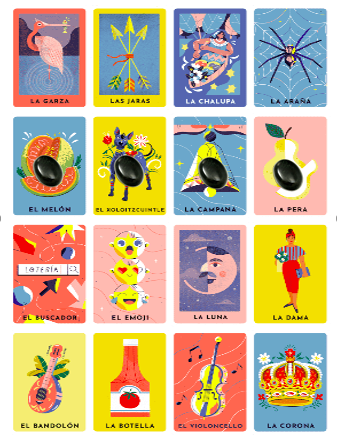 LA GARZA
LAS JARAS
LA CHALUPA
LA ARAÑA
EL MELÓN
EL XOLOITZCUINTLE
LA CAMPANA
LA PERA
LOTERÍA
EL BUSCADOR
EL EMOJI
LA LUNA
LA DAMA
EL BANDOLÓN
LA BOTELLA
EL VIOLONCELLO
LA CORONA